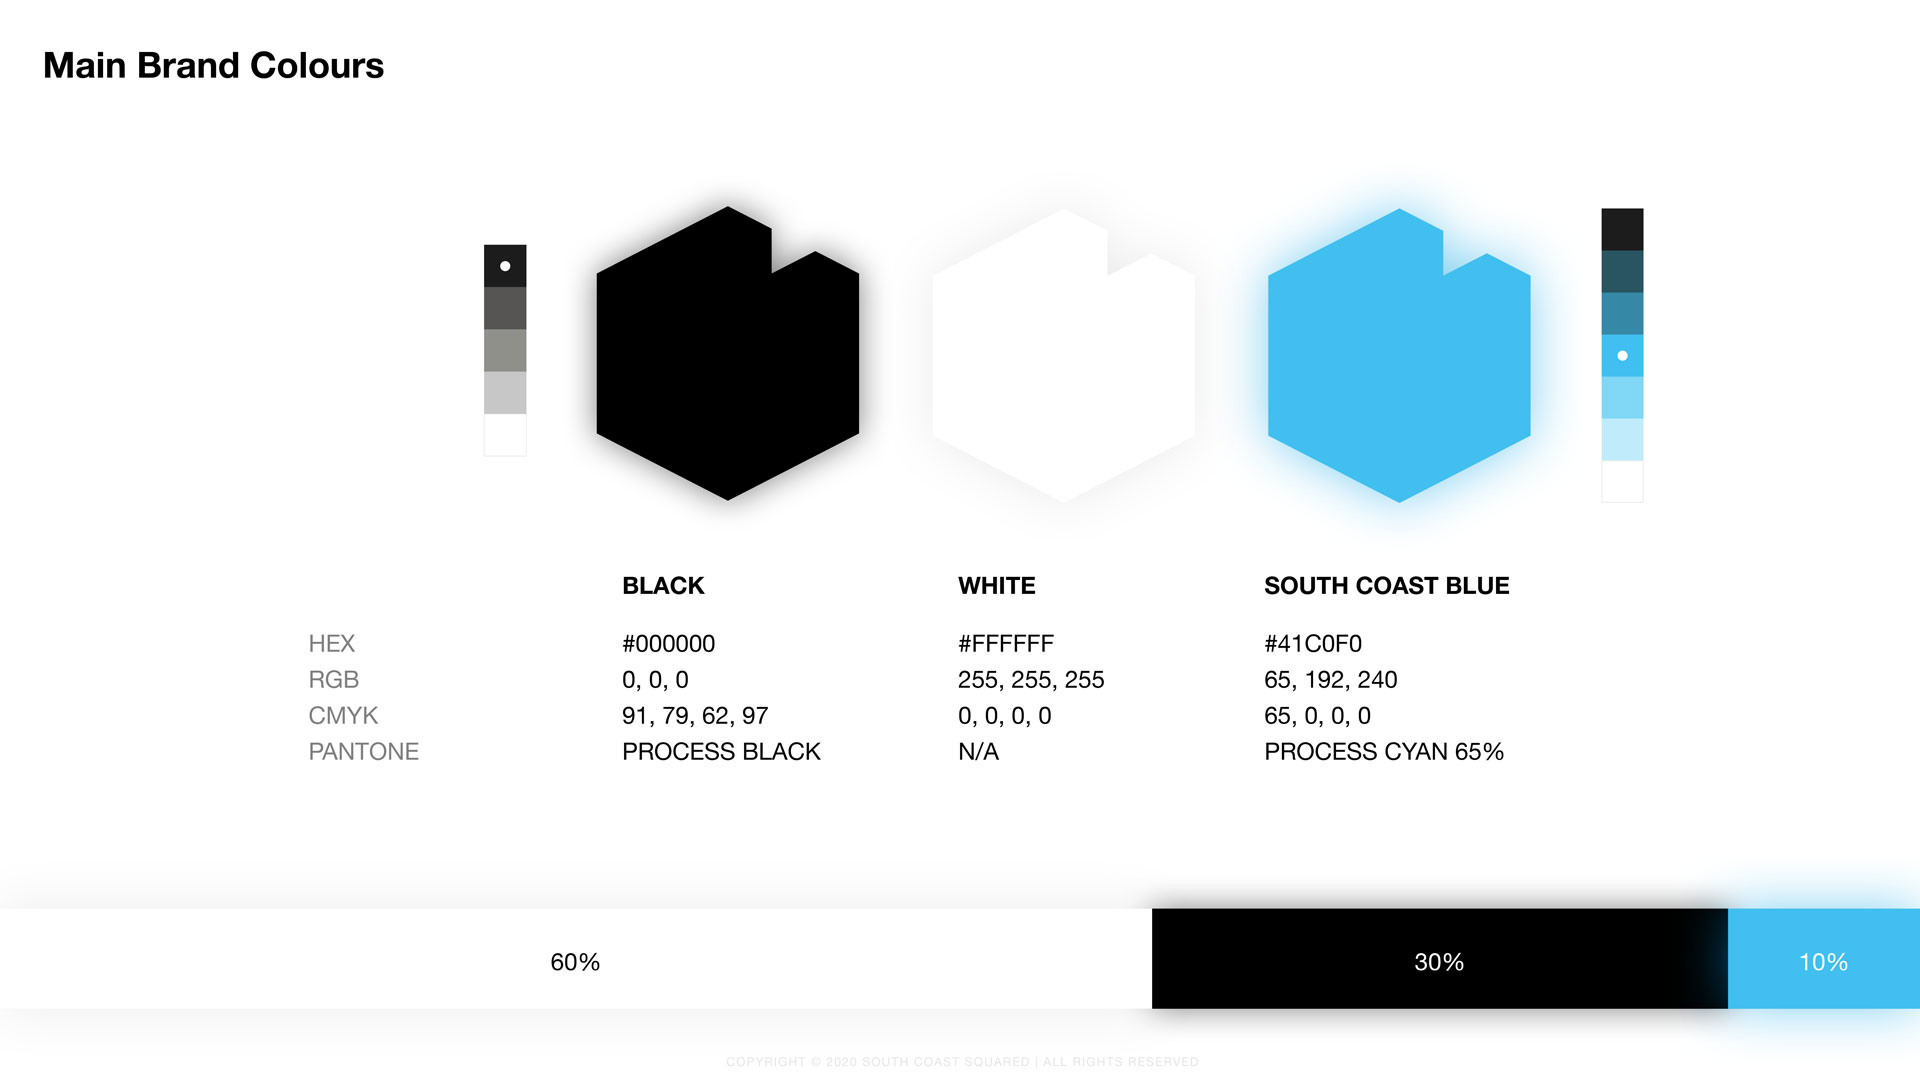 Main Brand Colours
BLACK WHITE SOUTH COAST BLUE
HEX #000000 #FFFFFF #41C0F0
RGB 0, 0, 0 255, 255, 255 65, 192, 240
CMYK 91, 79, 62, 97 0, 0, 0, 0 65, 0, 0, 0
PANTONE PROCESS BLACK N/A PROCESS CYAN 65%
60% 30% 10%
COPYRIGHT © 2020 SOUTH COAST SQUARED | ALL RIGHTS RESERVED